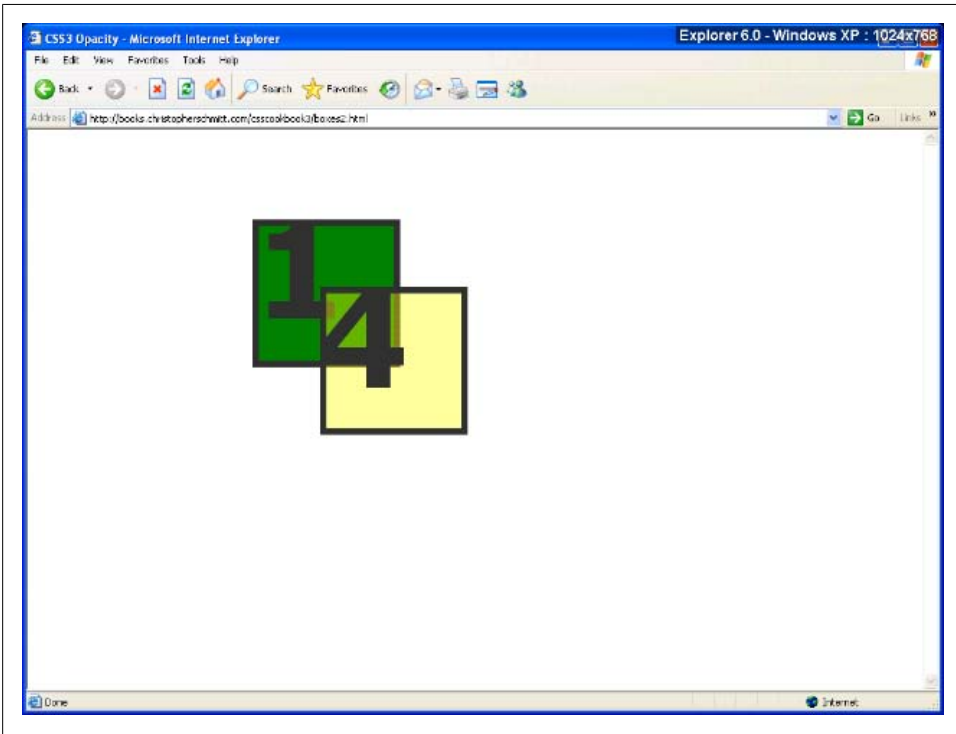 CSS3 Opacity - Microsoft Internet Explorer
Explorer 6.0 - Windows XP : 1024x768
File Edit View Favorites Tools Help
Back Search Favorites
Address http://books.christopherschmitt.com/csscookbook3/boxes2.html Go Links »
1
4
Done Internet